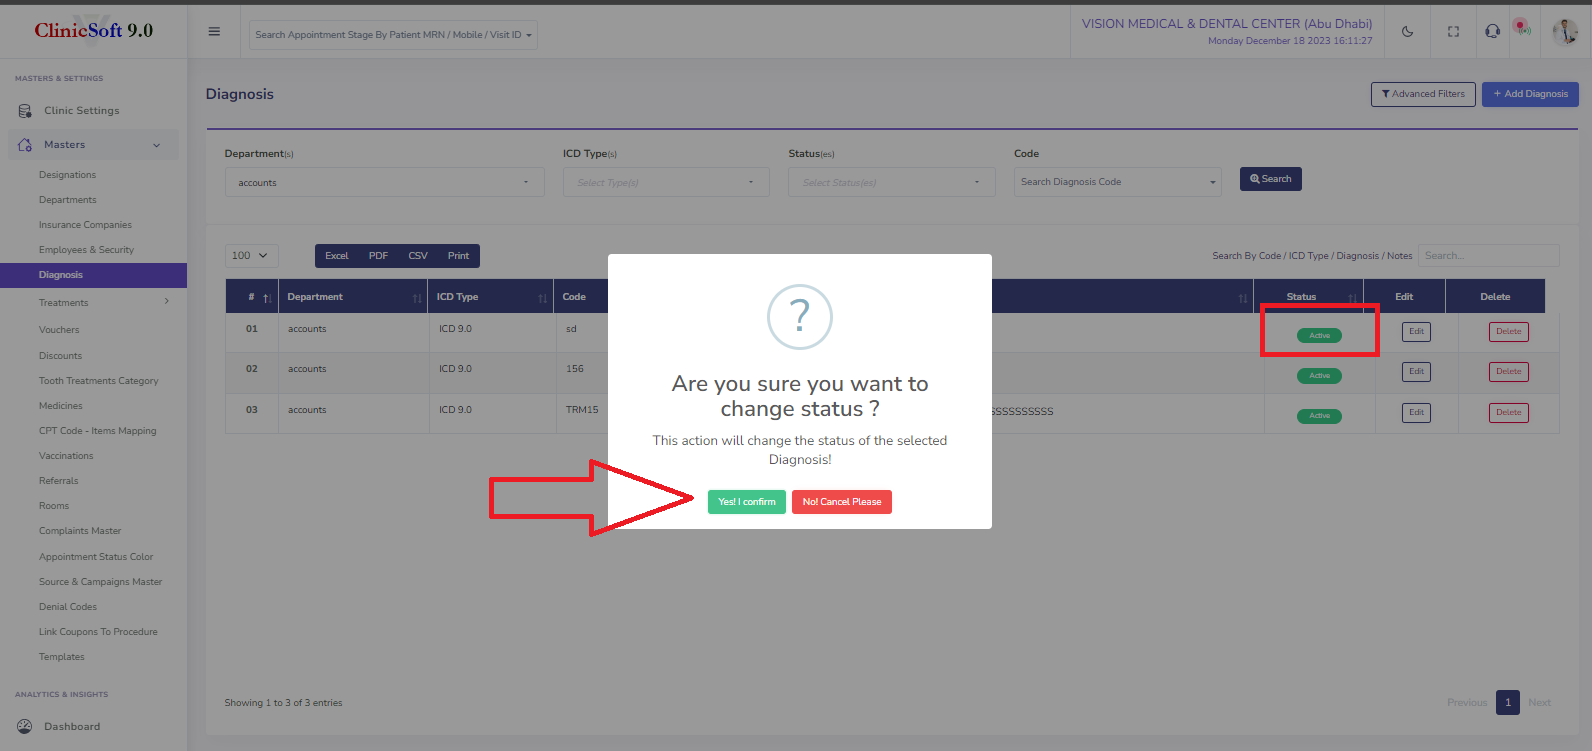 ClinicSoft 9.0
Search Appointment Stage By Patient MRN / Mobile / Visit ID
VISION MEDICAL & DENTAL CENTER (Abu Dhabi)
Monday December 18 2023 16:11:27
MASTERS & SETTINGS
Clinic Settings
Masters
Designations
Departments
Insurance Companies
Employees & Security
Diagnosis
Treatments
Vouchers
Discounts
Tooth Treatments Category
Medicines
CPT Code - Items Mapping
Vaccinations
Referrals
Rooms
Complaints Master
Appointment Status Color
Source & Campaigns Master
Denial Codes
Link Coupons To Procedure
Templates
ANALYTICS & INSIGHTS
Dashboard
Diagnosis
Advanced Filters
+ Add Diagnosis
Department(s) ICD Type(s) Status(es) Code
accounts Select Type(s) Select Status(es) Search Diagnosis Code Search
100 Excel PDF CSV Print Search By Code / ICD Type / Diagnosis / Notes Search...
# Department ICD Type Code Status Edit Delete
01 accounts ICD 9.0 sd Active Edit Delete
02 accounts ICD 9.0 156 Active Edit Delete
03 accounts ICD 9.0 TRM15 SSSSSSSSSS Active Edit Delete
?
Are you sure you want to
change status ?
This action will change the status of the selected
Diagnosis!
Yes! I confirm No! Cancel Please
Showing 1 to 3 of 3 entries
Previous 1 Next